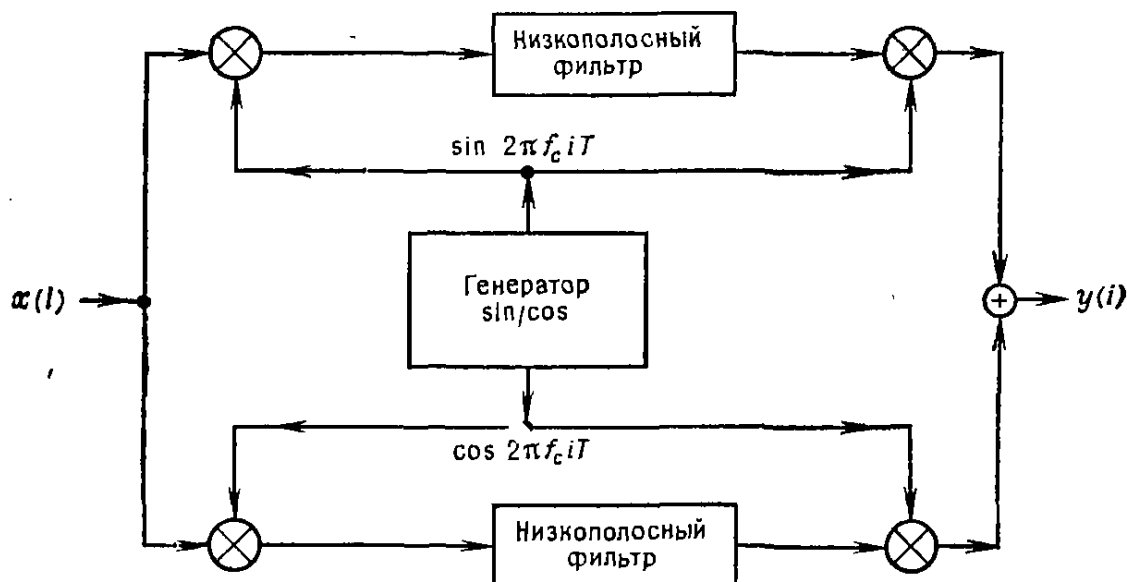 Низкополосный
фильтр
sin 2πf_c iT
Генератор
sin/cos
x(i)
+
y(i)
cos 2πf_c iT
Низкополосный
фильтр